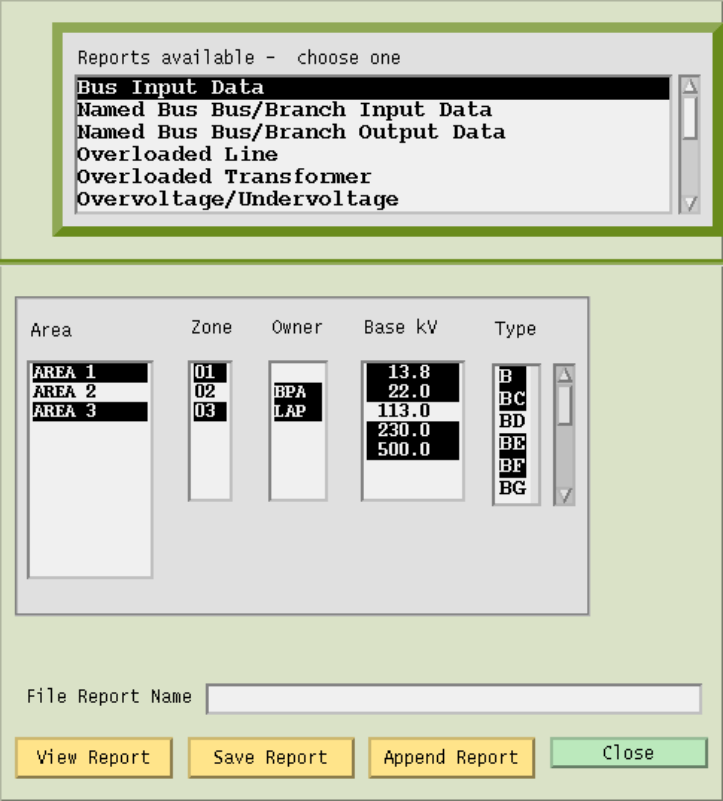 Reports available - choose one
Bus Input Data
Named Bus Bus/Branch Input Data
Named Bus Bus/Branch Output Data
Overloaded Line
Overloaded Transformer
Overvoltage/Undervoltage
Area Zone Owner Base kV Type
AREA 1 01 13.8 B
AREA 2 02 BPA 22.0 BC
AREA 3 03 LAP 113.0 BD
230.0 BE
500.0 BF
BG
File Report Name
View Report Save Report Append Report Close